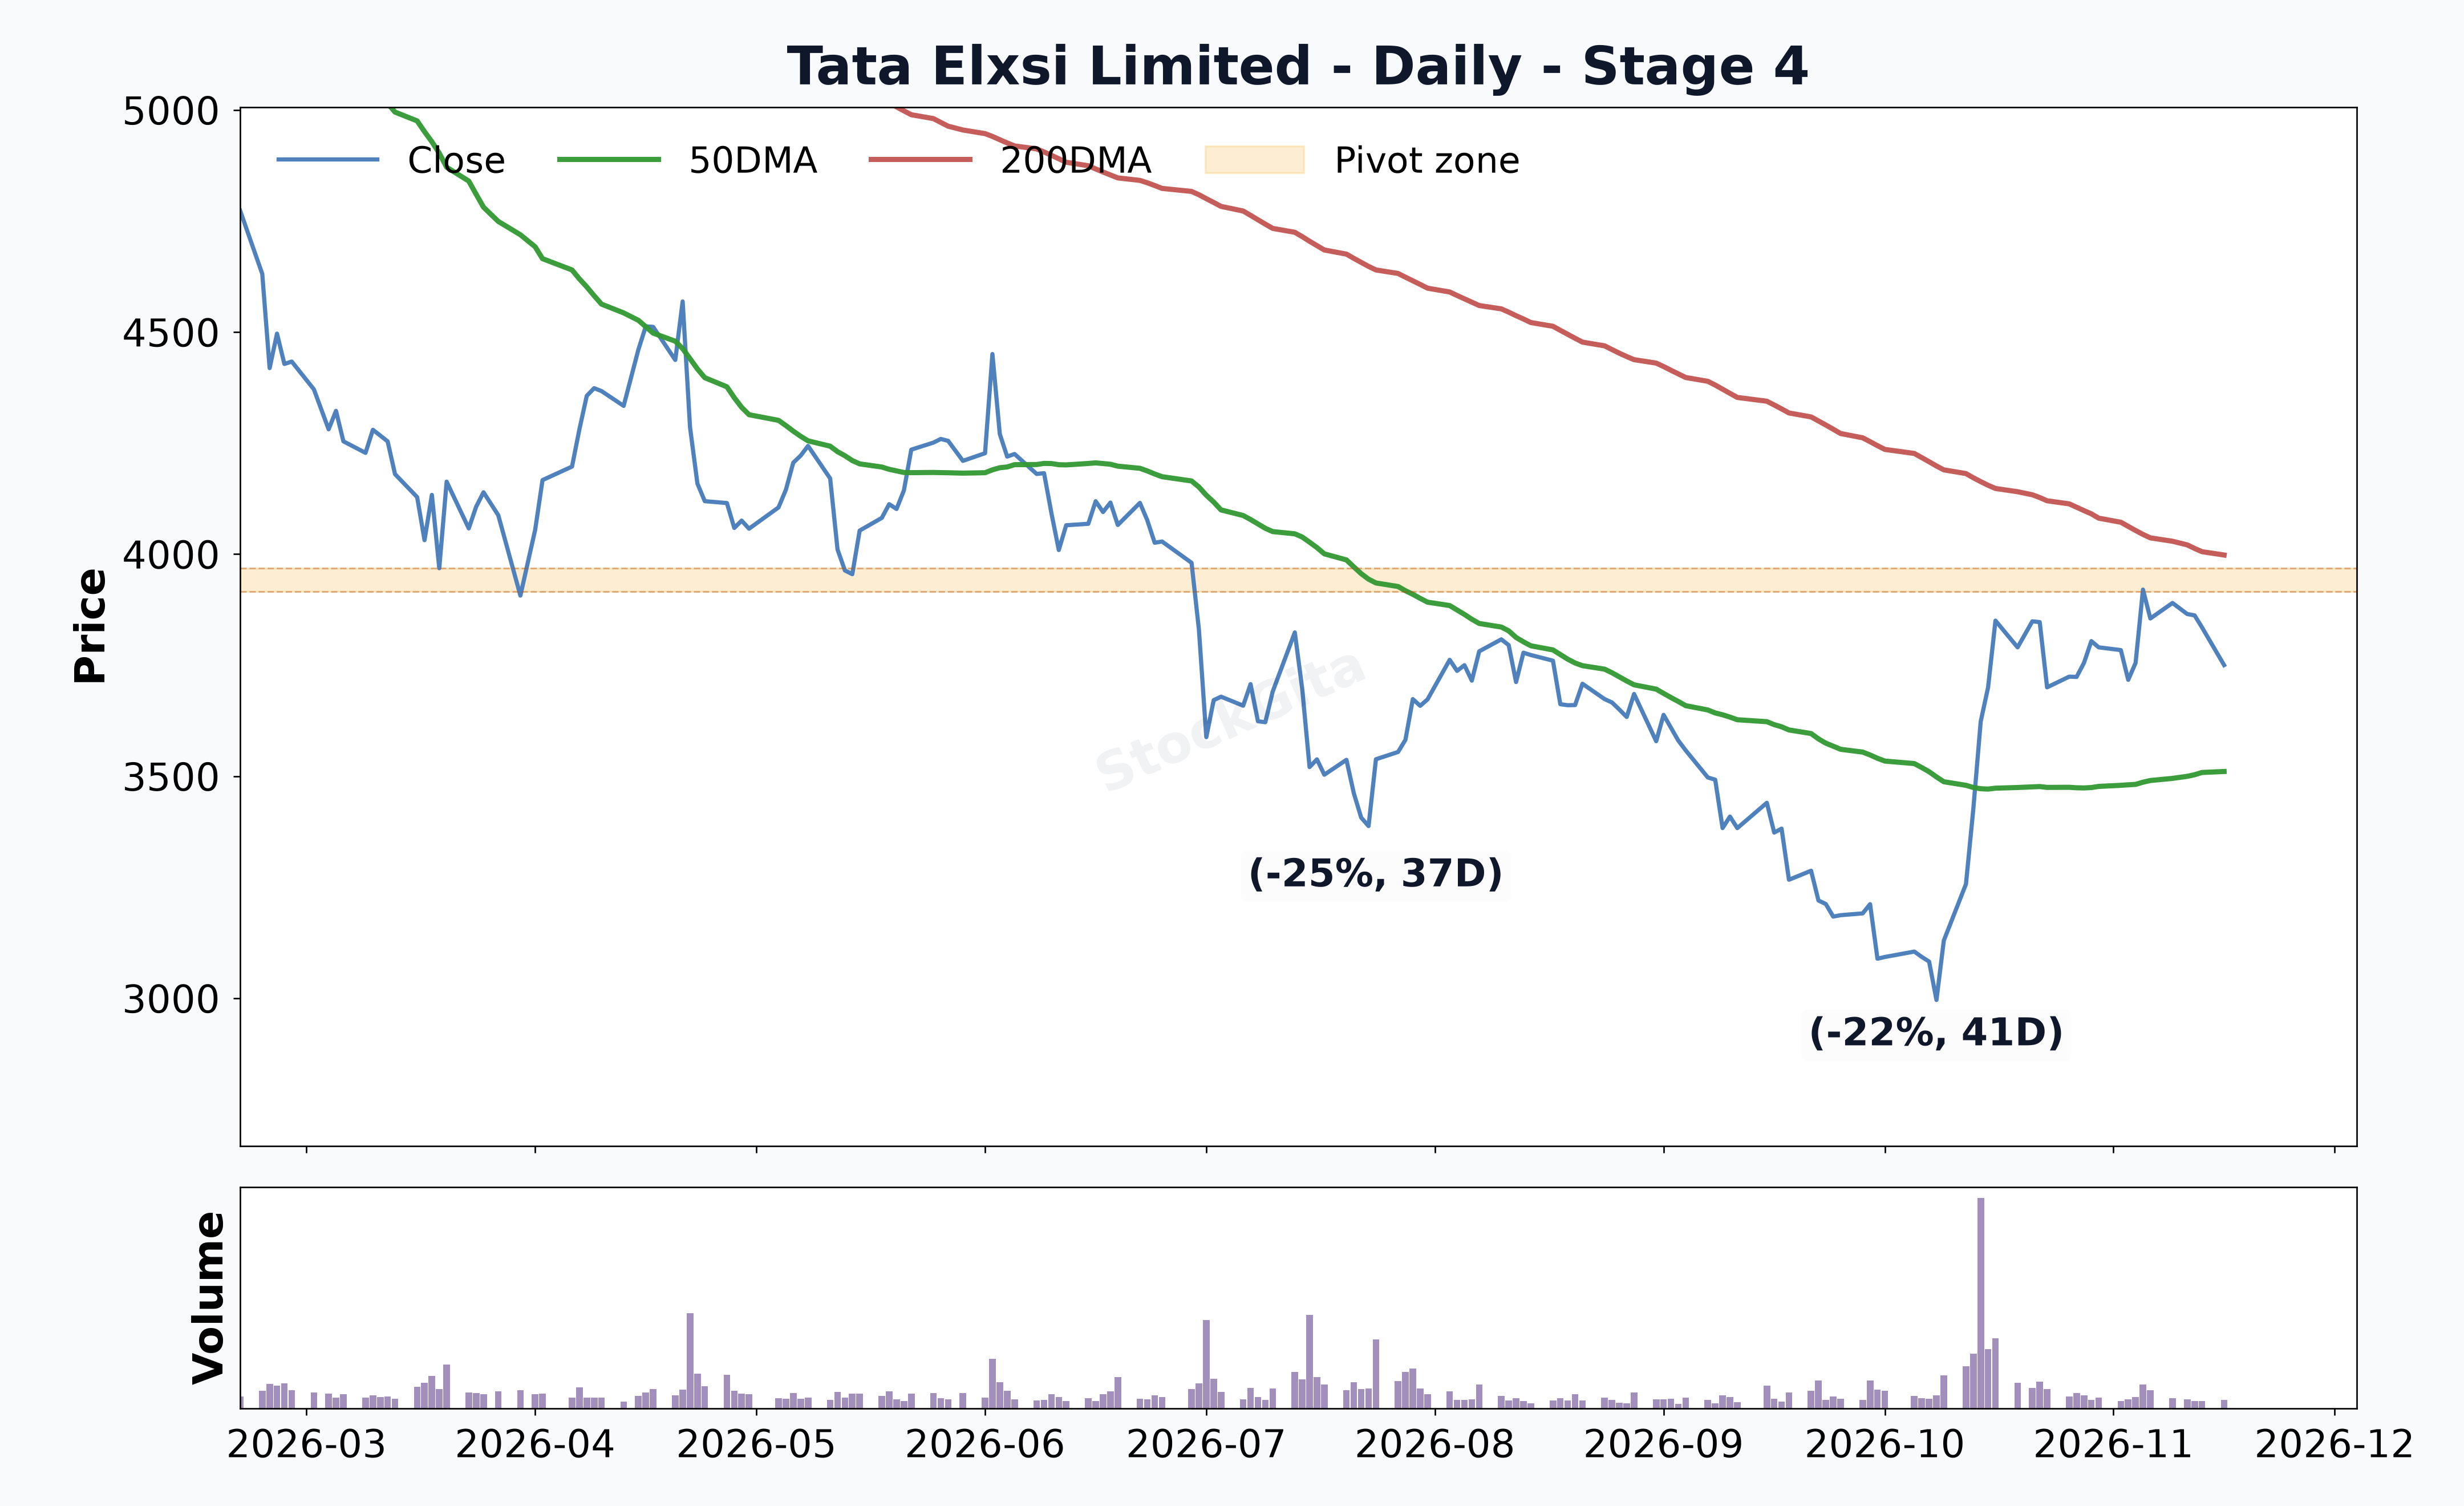 Tata Elxsi Limited - Daily - Stage 4
Close 50DMA 200DMA Pivot zone
5000
4500
4000
3500
3000
Price
StockGita
(-25%, 37D)
(-22%, 41D)
Volume
2026-03 2026-04 2026-05 2026-06 2026-07 2026-08 2026-09 2026-10 2026-11 2026-12